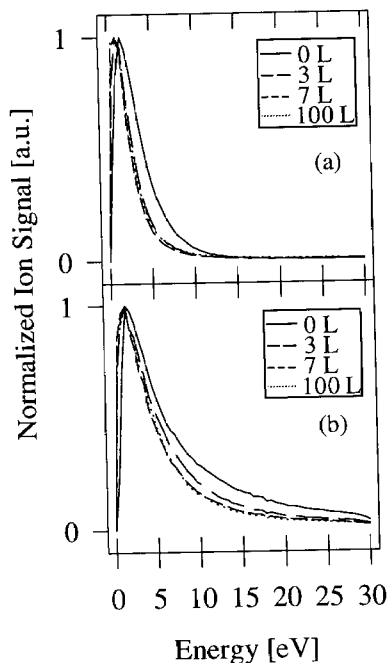 Normalized Ion Signal [a.u.]
1
0 L
3 L
7 L
100 L
(a)
0
1
0 L
3 L
7 L
100 L
(b)
0
0 5 10 15 20 25 30
Energy [eV]